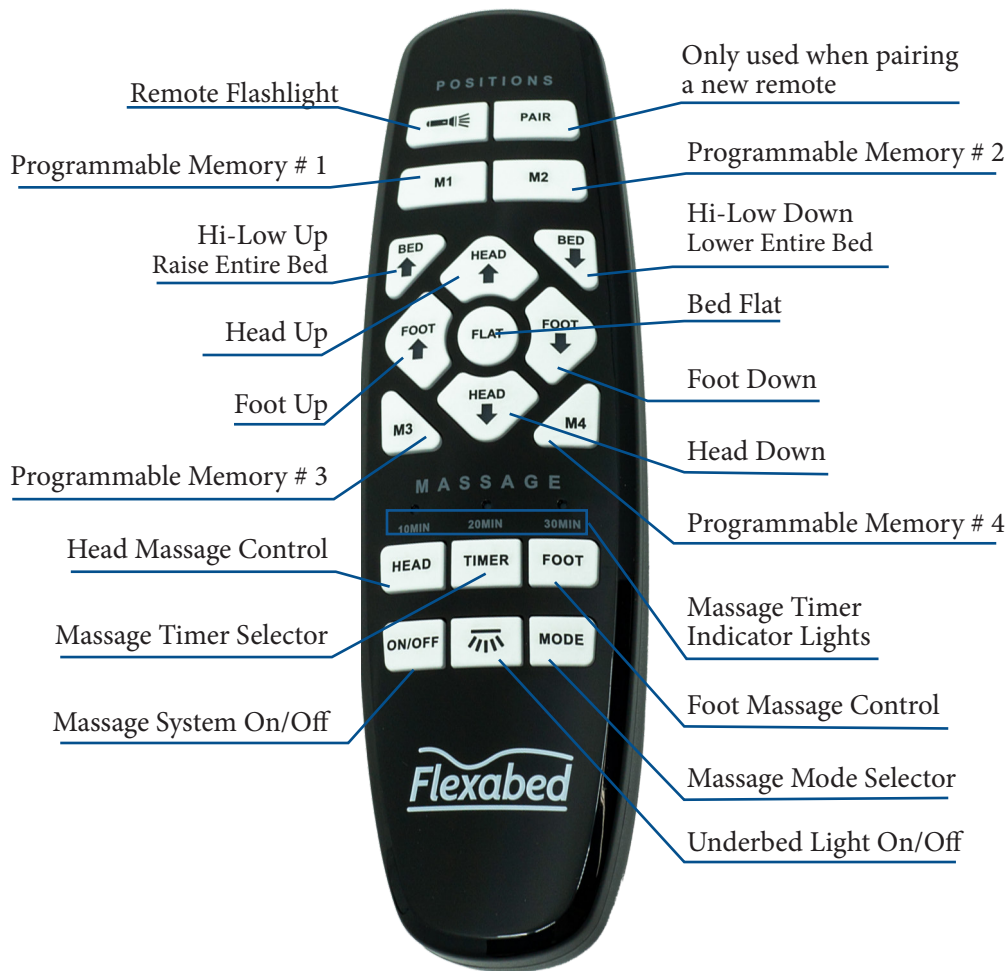 POSITIONS
Remote Flashlight
Only used when pairing
a new remote
PAIR
Programmable Memory # 1
M1
M2
Programmable Memory # 2
Hi-Low Up
Raise Entire Bed
BED
HEAD
BED
Hi-Low Down
Lower Entire Bed
Head Up
FOOT
FLAT
FOOT
Bed Flat
Foot Up
HEAD
Foot Down
M3
M4
Head Down
Programmable Memory # 3
MASSAGE
Programmable Memory # 4
10MIN 20MIN 30MIN
Head Massage Control
HEAD
TIMER
FOOT
Massage Timer
Indicator Lights
Massage Timer Selector
ON/OFF
MODE
Massage System On/Off
Foot Massage Control
Flexabed
Massage Mode Selector
Underbed Light On/Off